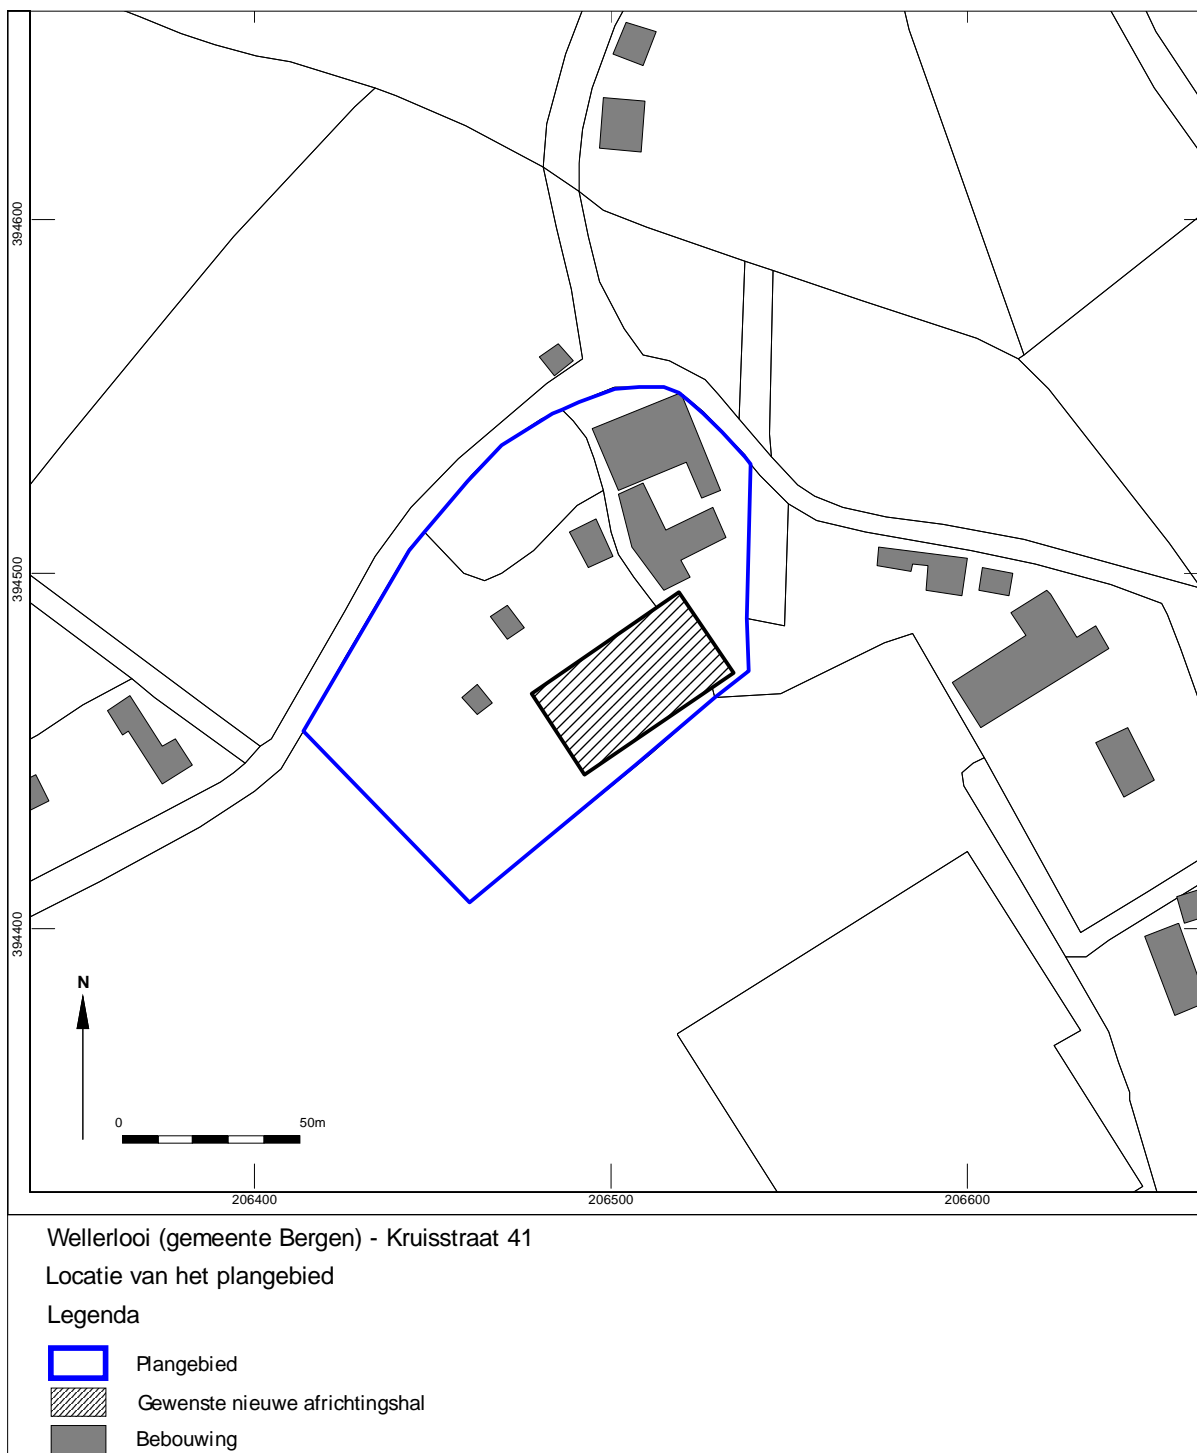 394600
394500
394400
N
0 50m
206400 206500 206600
Wellerlooi (gemeente Bergen) - Kruisstraat 41
Locatie van het plangebied
Legenda
Plangebied
Gewenste nieuwe africhtingshal
Bebouwing